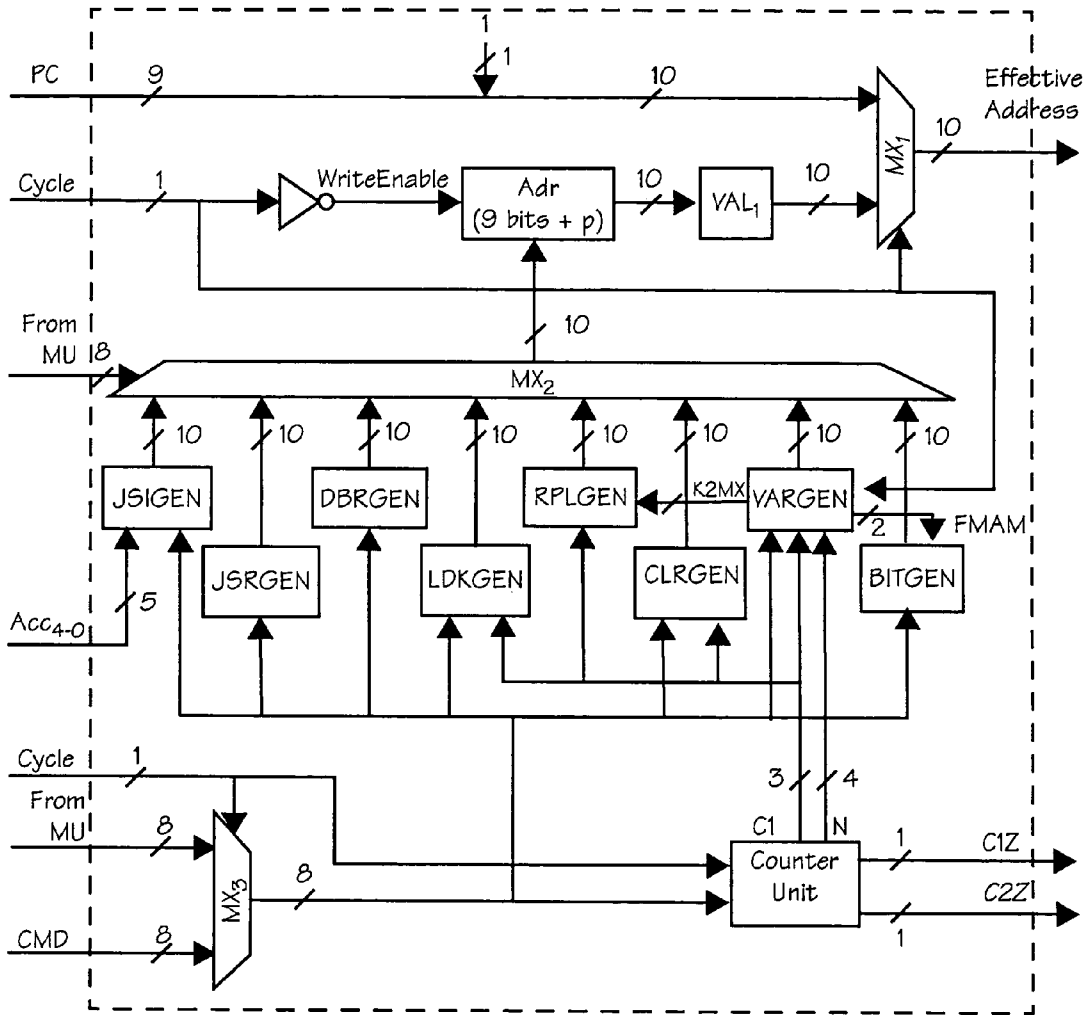 1
PC
9
1
10
Effective
Address
MX1
10
Cycle
1
WriteEnable
Adr
(9 bits + p)
10
VAL1
10
From
MU
8
10
MX2
10
10
10
10
10
10
10
10
JSIGEN
DBRGEN
RPLGEN
K2MX
VARGEN
2
FMAM
JSRGEN
LDKGEN
CLRGEN
BITGEN
5
Acc4-0
Cycle
1
3
4
From
MU
8
C1
N
MX3
8
Counter
Unit
1
C1Z
C2Z
1
CMD
8